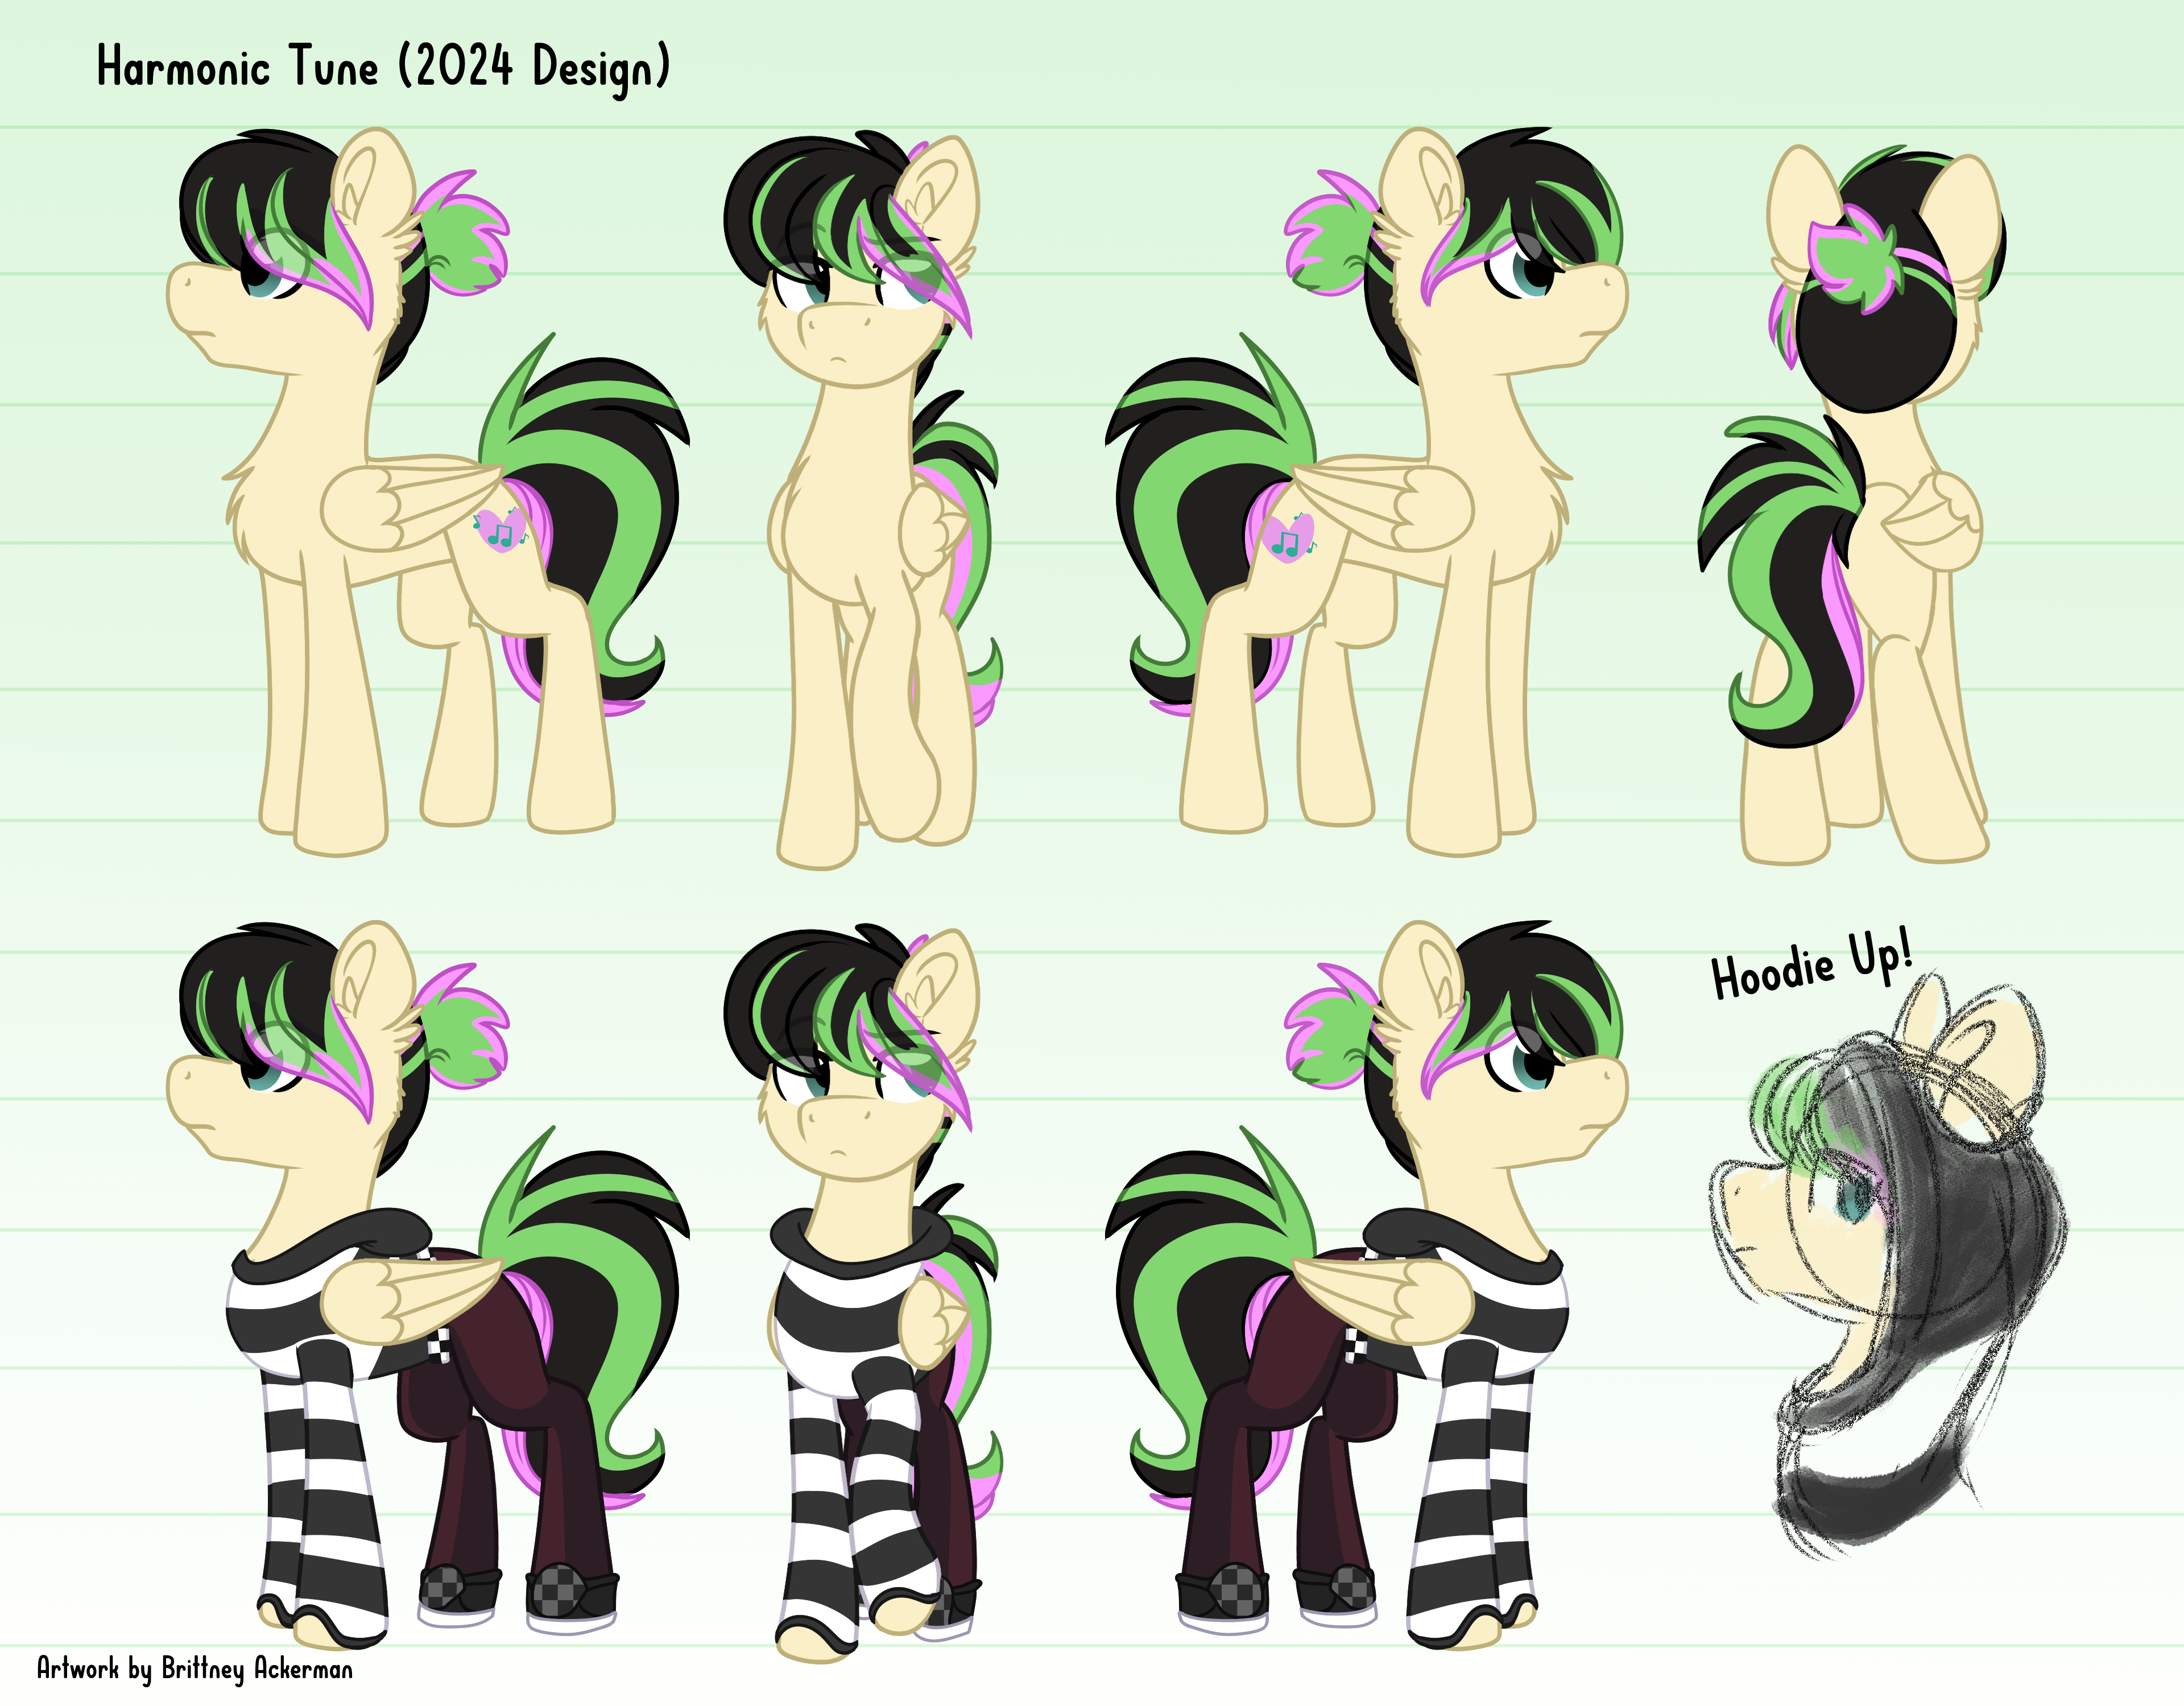 Harmonic Tune (2024 Design)
Hoodie Up!
Artwork by Brittney Ackerman